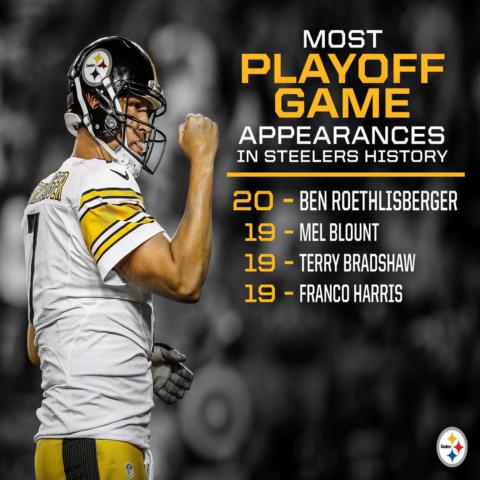 MOST
PLAYOFF
GAME
APPEARANCES
IN STEELERS HISTORY
20 - BEN ROETHLISBERGER
19 - MEL BLOUNT
19 - TERRY BRADSHAW
19 - FRANCO HARRIS
7